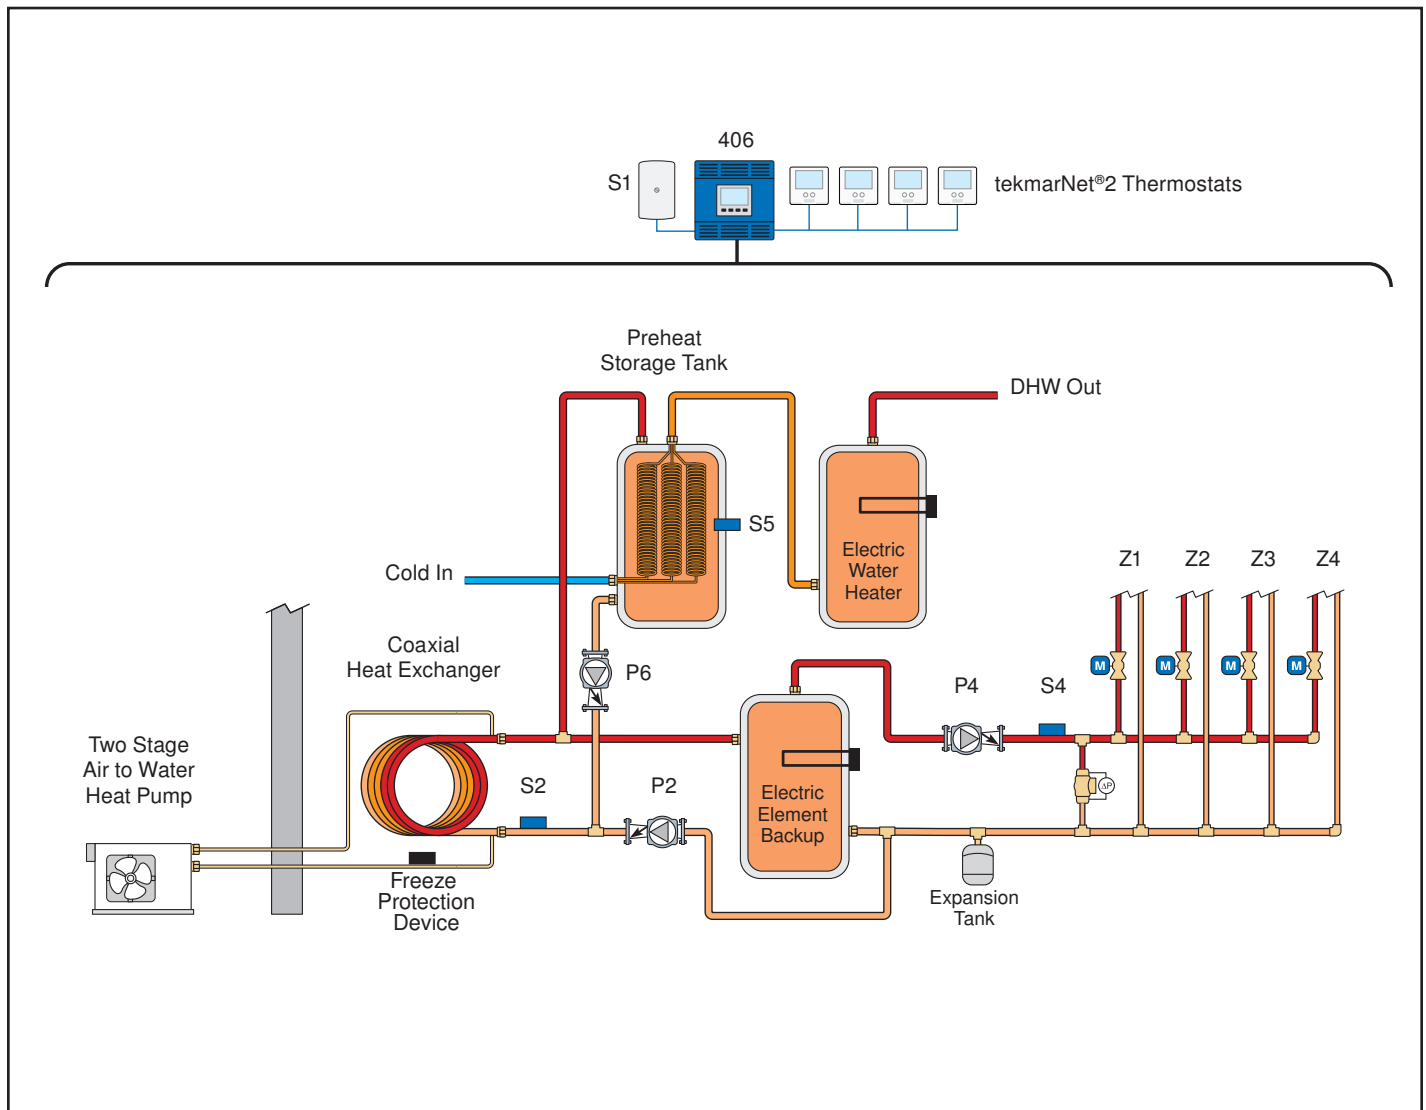 406
S1
tekmarNet®2 Thermostats
Preheat
Storage Tank
DHW Out
S5
Cold In
Electric
Water
Heater
Z1
Z2
Z3
Z4
Coaxial
Heat Exchanger
P6
P4
S4
M
M
M
M
Two Stage
Air to Water
Heat Pump
S2
P2
Electric
Element
Backup
ΔP
Freeze
Protection
Device
Expansion
Tank